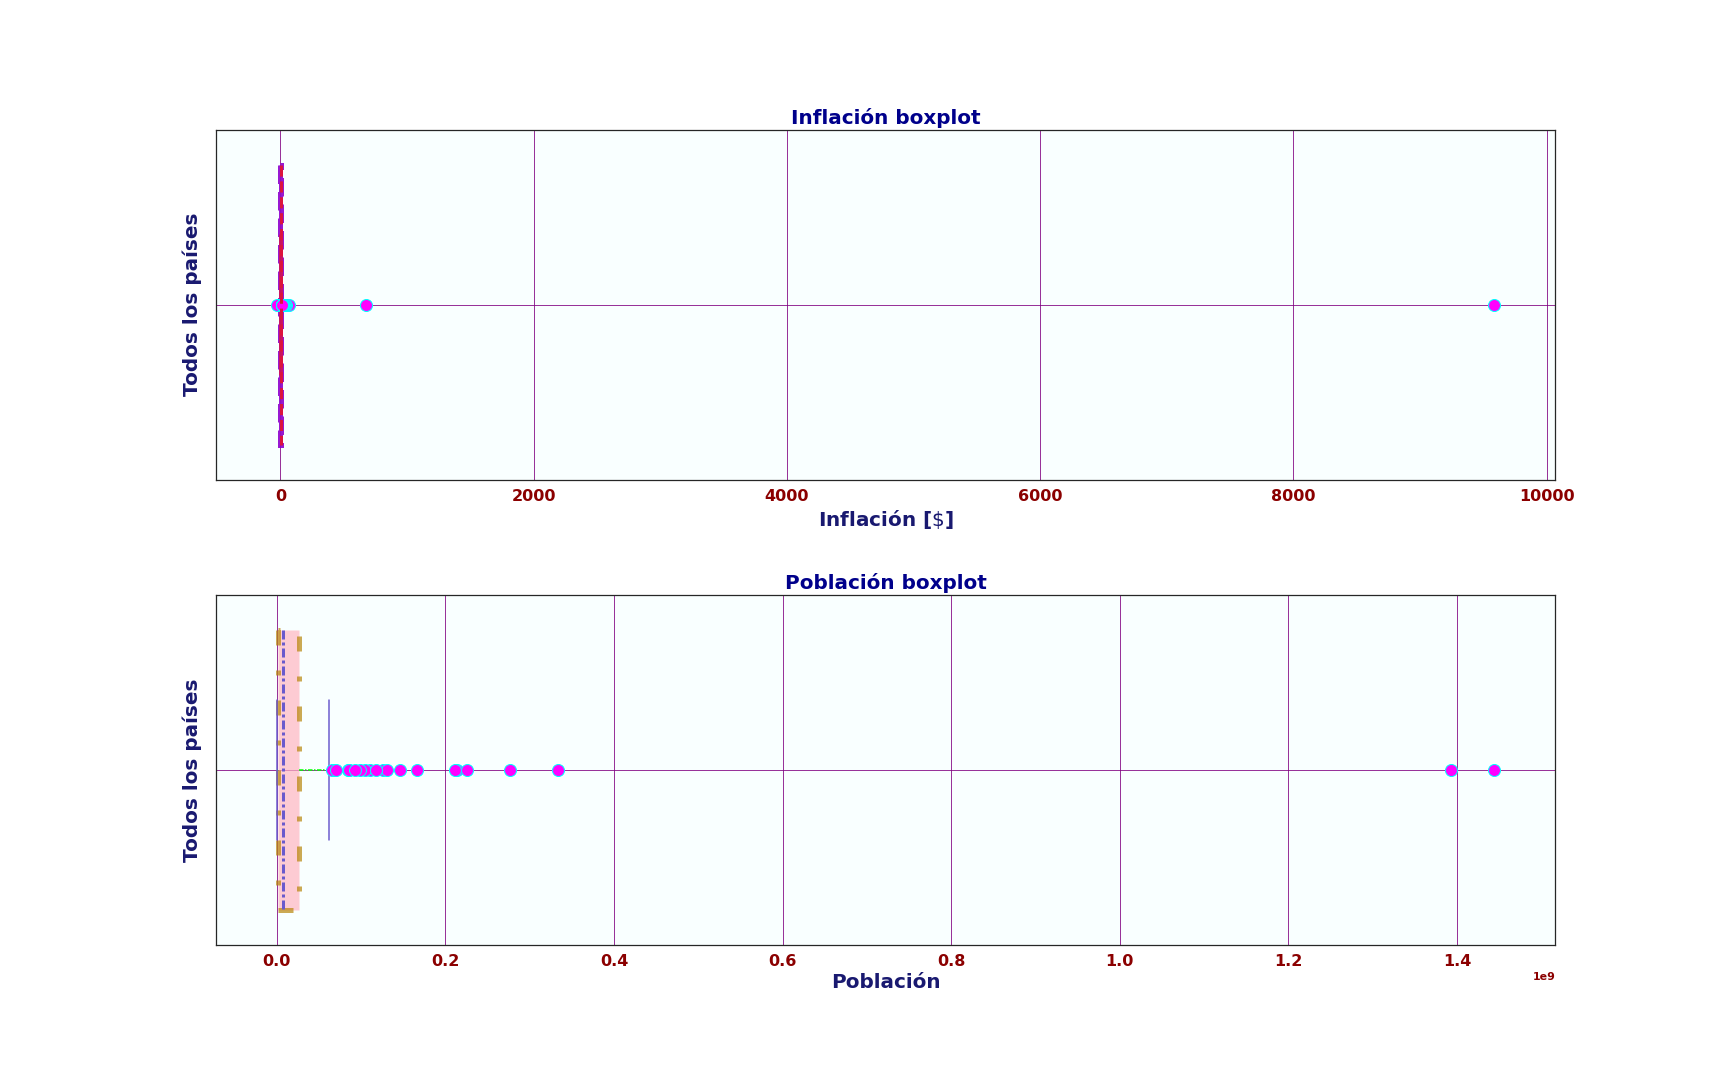 Inflación boxplot
Todos los países
0 2000 4000 6000 8000 10000
Inflación [$]
Población boxplot
Todos los países
0.0 0.2 0.4 0.6 0.8 1.0 1.2 1.4
1e9
Población